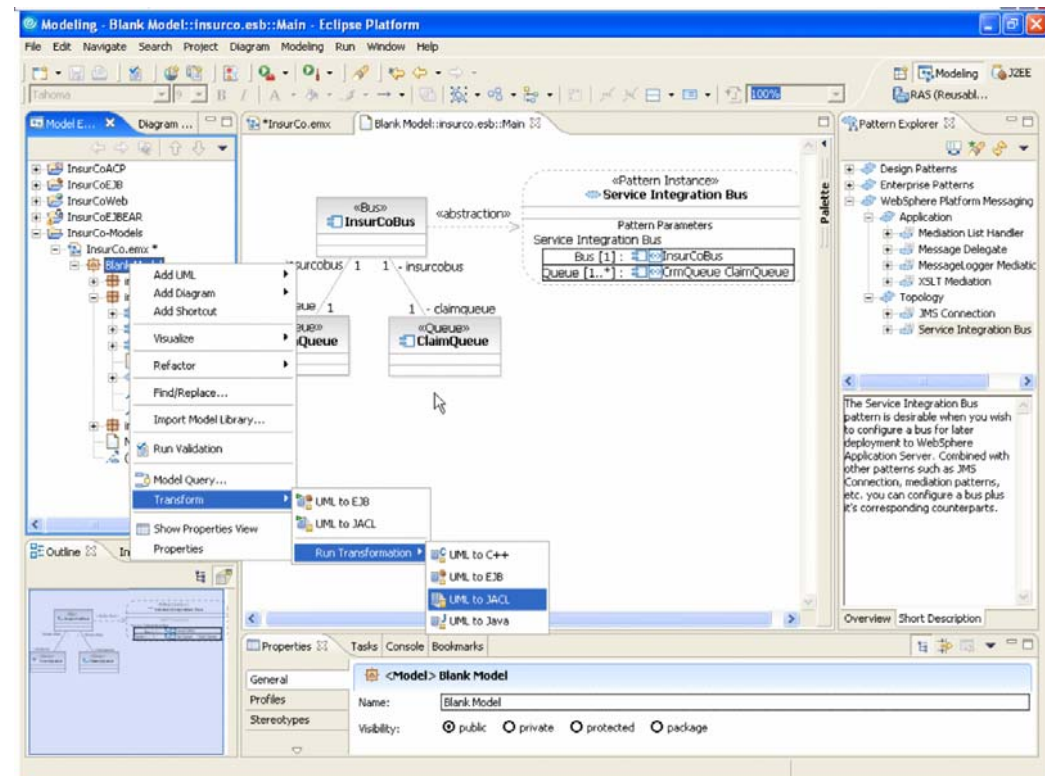 Modeling - Blank Model::insurco.esb::Main - Eclipse Platform
File Edit Navigate Search Project Diagram Modeling Run Window Help
Modeling J2EE
Tahoma 9 B I A 100% RAS (Reusabl...
Model E... Diagram ...
InsurCoACP
InsurCoEJB
InsurCoWeb
InsurCoEJBEAR
InsurCo-Models
InsurCo.emx *
Blank
Add UML
Add Diagram
Add Shortcut
Visualize
Refactor
Find/Replace...
Import Model Library...
Run Validation
Model Query...
Transform
Show Properties View
Properties
UML to EJB
UML to JACL
Run Transformation
UML to C++
UML to EJB
UML to JACL
UML to Java
*InsurCo.emx Blank Model::insurco.esb::Main
«Bus»
InsurCoBus
«abstraction»
«Pattern Instance»
Service Integration Bus
Pattern Parameters
Service Integration Bus
Bus [1] : InsurCoBus
Queue [1..*] : CrmQueue ClaimQueue
surcobus 1 1 - insurcobus
eue 1 1 - claimqueue
eue»
Queue
«Queue»
ClaimQueue
Palette
Pattern Explorer
Design Patterns
Enterprise Patterns
WebSphere Platform Messaging
Application
Mediation List Handler
Message Delegate
MessageLogger Mediatic
XSLT Mediation
Topology
JMS Connection
Service Integration Bus
The Service Integration Bus
pattern is desirable when you wish
to configure a bus for later
deployment to WebSphere
Application Server. Combined with
other patterns such as JMS
Connection, mediation patterns,
etc. you can configure a bus plus
it's corresponding counterparts.
Overview Short Description
Outline In
Properties Tasks Console Bookmarks
General
Profiles
Stereotypes
<Model> Blank Model
Name: Blank Model
Visibility: public private protected package